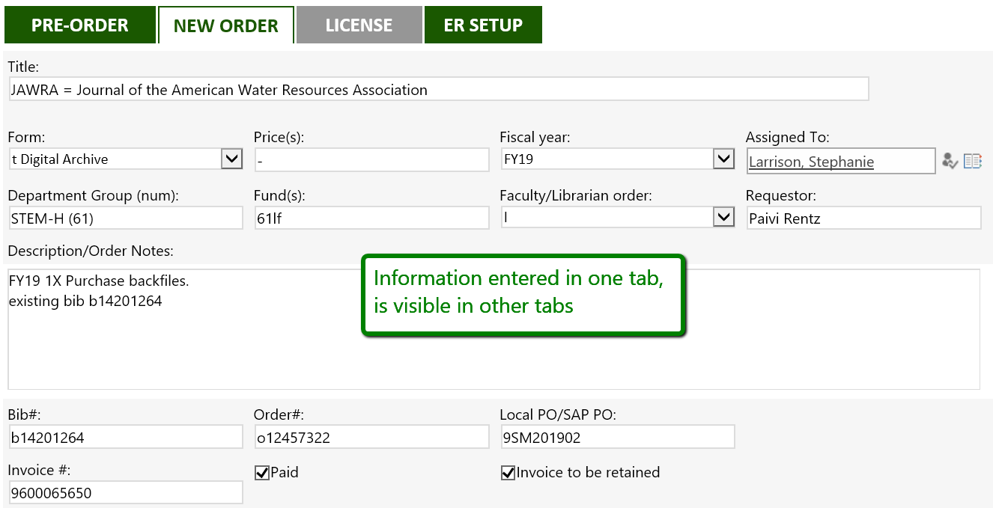 PRE-ORDER NEW ORDER LICENSE ER SETUP
Title:
JAWRA = Journal of the American Water Resources Association
Form: Price(s): Fiscal year: Assigned To:
t Digital Archive - FY19 Larrison, Stephanie
Department Group (num): Fund(s): Faculty/Librarian order: Requestor:
STEM-H (61) 61lf l Paivi Rentz
Description/Order Notes:
FY19 1X Purchase backfiles.
existing bib b14201264
Information entered in one tab,
is visible in other tabs
Bib#: Order#: Local PO/SAP PO:
b14201264 o12457322 9SM201902
Invoice #: Paid Invoice to be retained
9600065650